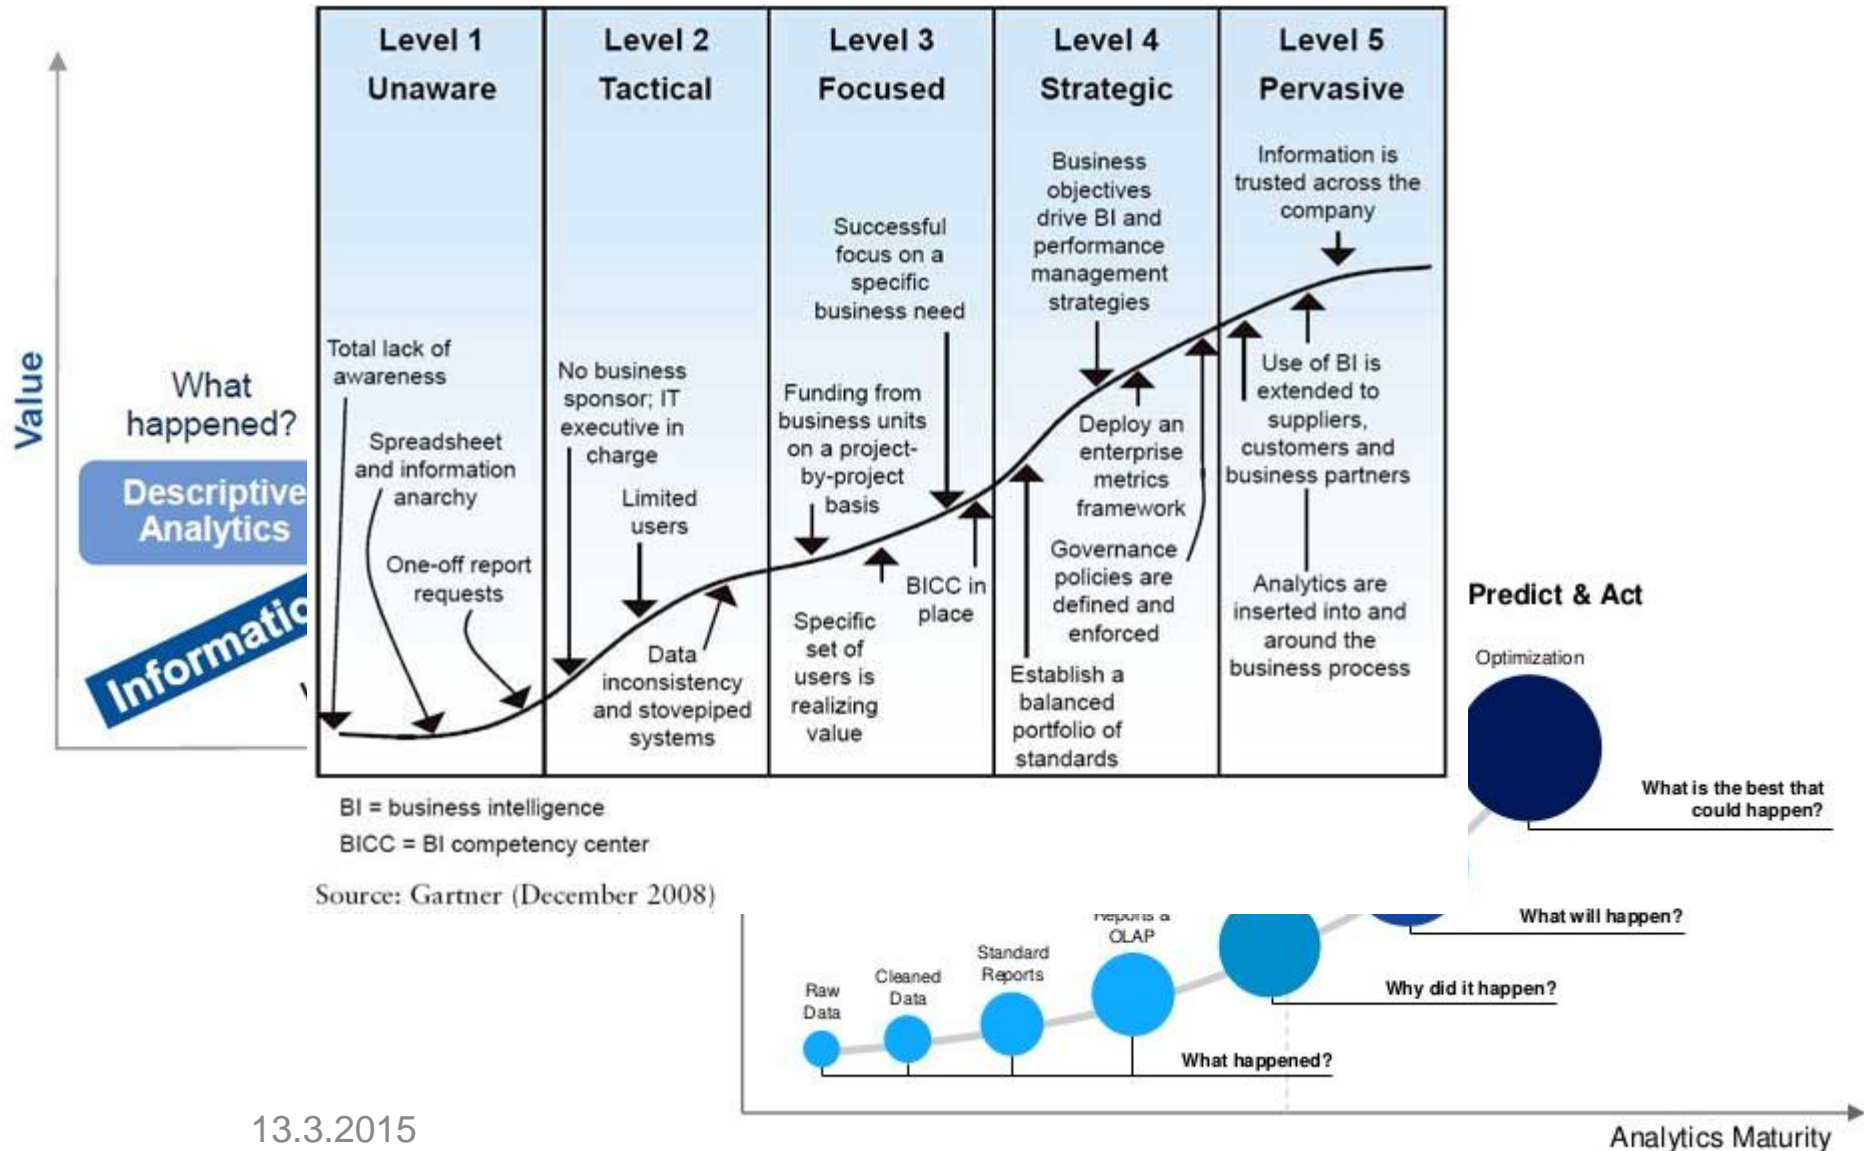 Value
What
happened?
Descriptive
Analytics
Level 1
Unaware
Total lack of
awareness
Spreadsheet
and information
anarchy
One-off report
requests
Level 2
Tactical
No business
sponsor; IT
executive in
charge
Limited
users
Data
inconsistency
and stovepiped
systems
Level 3
Focused
Successful
focus on a
specific
business need
Funding from
business units
on a project-
by-project
basis
Specific
set of
users is
realizing
value
BICC in
place
Level 4
Strategic
Business
objectives
drive BI and
performance
management
strategies
Deploy an
enterprise
metrics
framework
Governance
policies are
defined and
enforced
Establish a
balanced
portfolio of
standards
Level 5
Pervasive
Information is
trusted across the
company
Use of BI is
extended to
suppliers,
customers and
business partners
Analytics are
inserted into and
around the
business process
BI = business intelligence
BICC = BI competency center
Source: Gartner (December 2008)
Predict & Act
Optimization
What is the best that
could happen?
What will happen?
Why did it happen?
What happened?
Raw
Data
Cleaned
Data
Standard
Reports
Reports &
OLAP
Analytics Maturity
13.3.2015